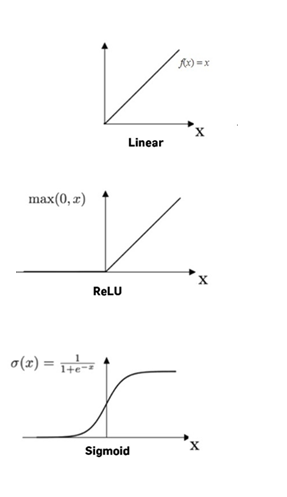 f(x) = x
X
Linear
max(0, x)
X
ReLU
σ(x) = 1/(1+e^{-x})
X
Sigmoid